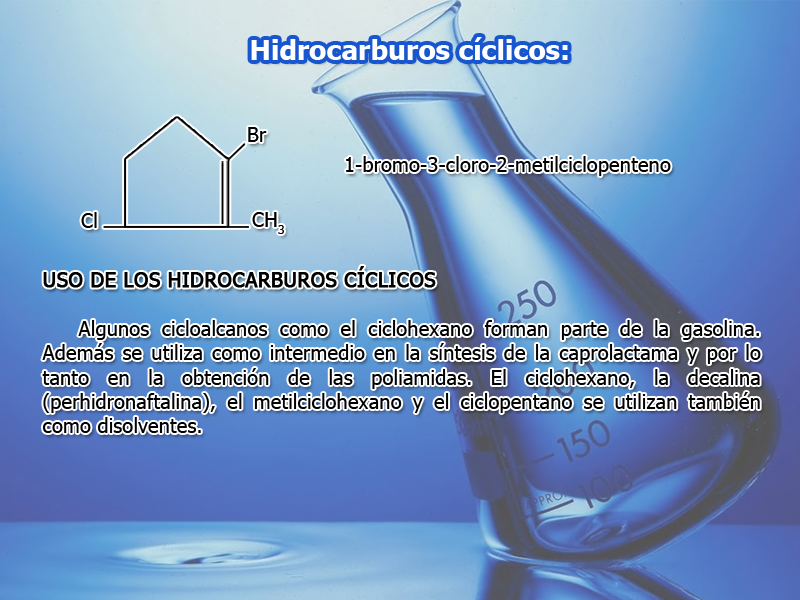 Hidrocarburos cíclicos:
Br
1-bromo-3-cloro-2-metilciclopenteno
Cl
CH3
USO DE LOS HIDROCARBUROS CÍCLICOS
Algunos cicloalcanos como el ciclohexano forman parte de la gasolina.
Además se utiliza como intermedio en la síntesis de la caprolactama y por lo
tanto en la obtención de las poliamidas. El ciclohexano, la decalina
(perhidronaftalina), el metilciclohexano y el ciclopentano se utilizan también
como disolventes.
250
150
100